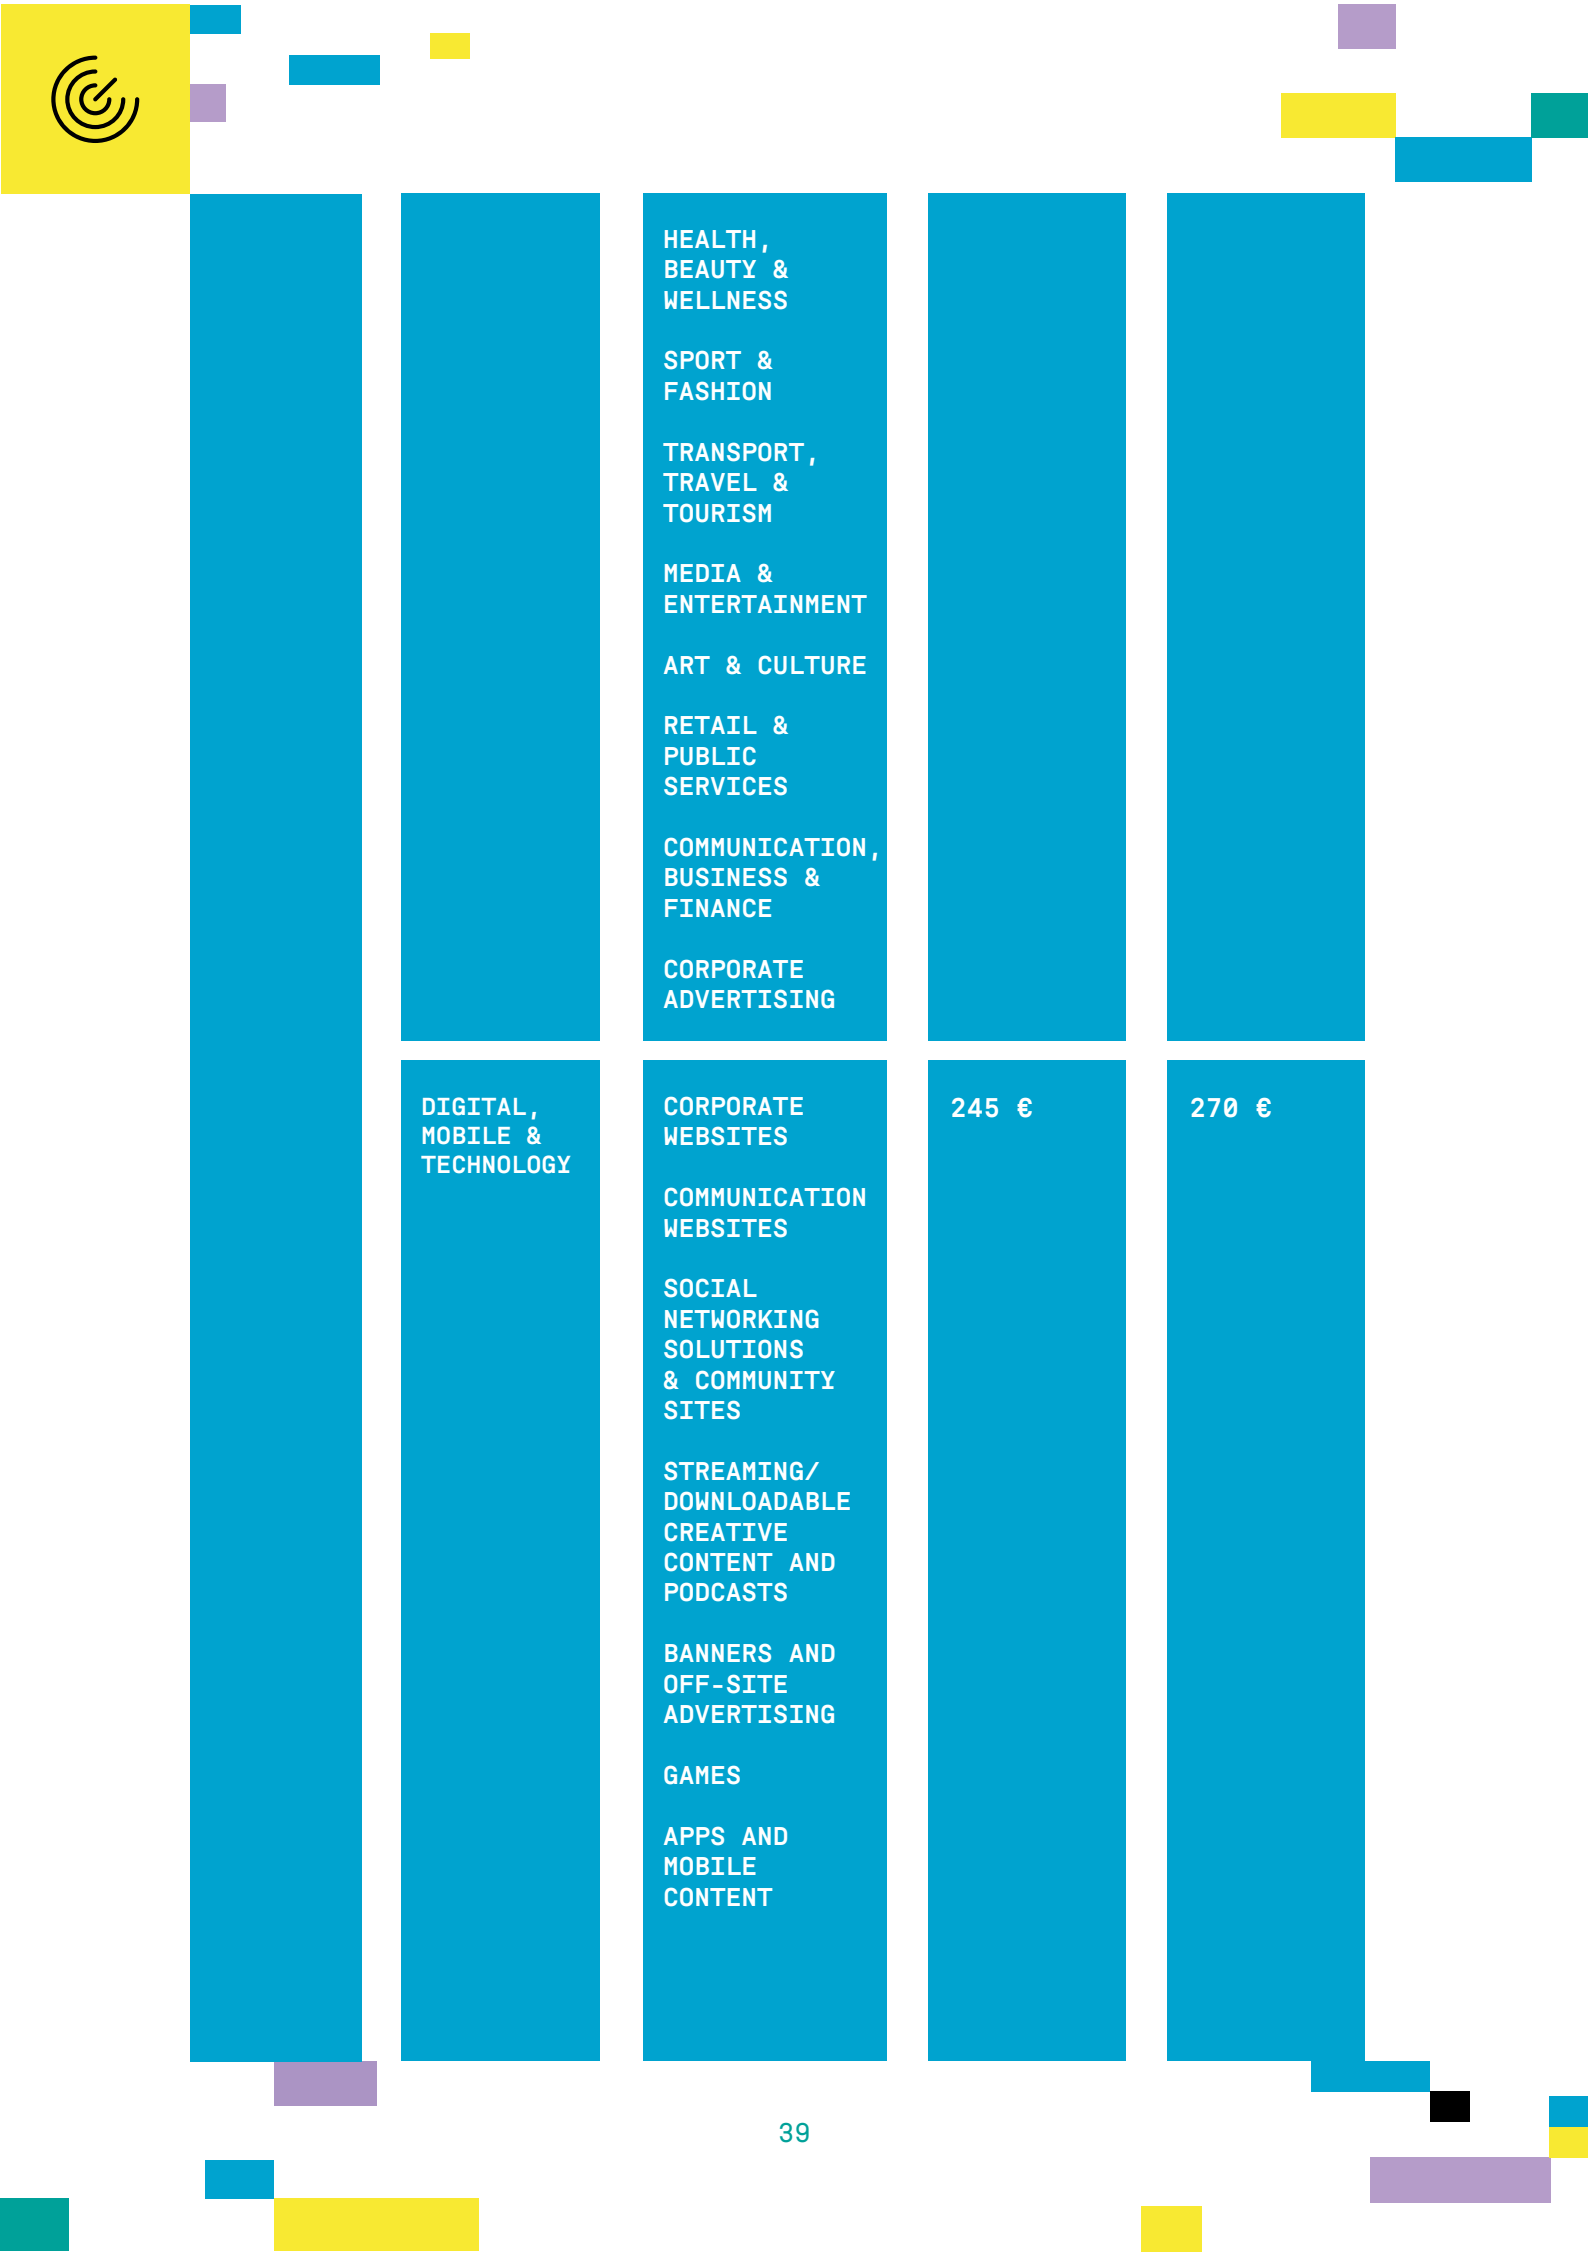 HEALTH,
BEAUTY &
WELLNESS
SPORT &
FASHION
TRANSPORT,
TRAVEL &
TOURISM
MEDIA &
ENTERTAINMENT
ART & CULTURE
RETAIL &
PUBLIC
SERVICES
COMMUNICATION,
BUSINESS &
FINANCE
CORPORATE
ADVERTISING
DIGITAL,
MOBILE &
TECHNOLOGY
CORPORATE
WEBSITES
COMMUNICATION
WEBSITES
SOCIAL
NETWORKING
SOLUTIONS
& COMMUNITY
SITES
STREAMING/
DOWNLOADABLE
CREATIVE
CONTENT AND
PODCASTS
BANNERS AND
OFF-SITE
ADVERTISING
GAMES
APPS AND
MOBILE
CONTENT
245 €
270 €
39